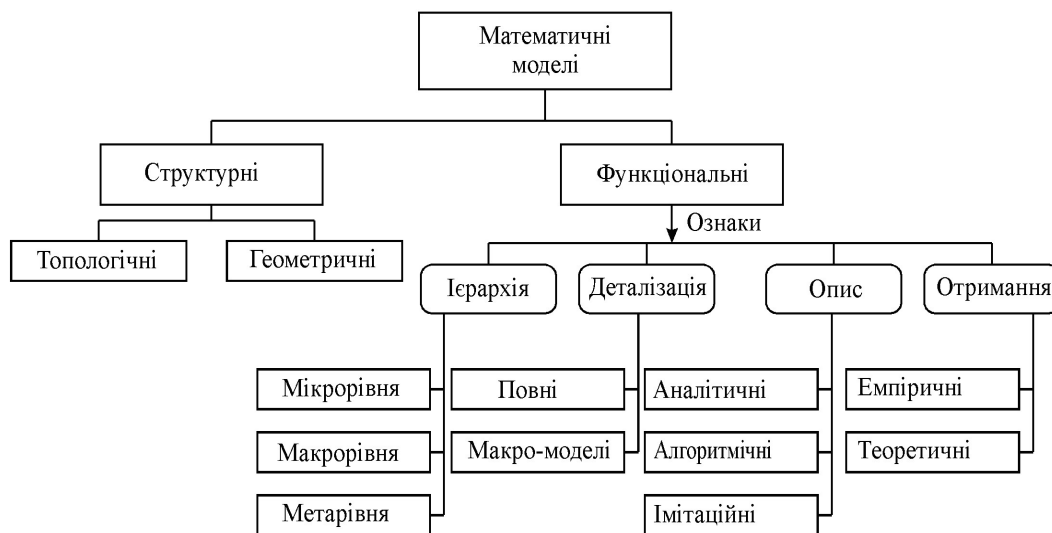 Математичні
моделі
Структурні
Функціональні
Ознаки
Топологічні
Геометричні
Ієрархія
Деталізація
Опис
Отримання
Мікрорівня
Повні
Аналітичні
Емпіричні
Макрорівня
Макро-моделі
Алгоритмічні
Теоретичні
Метарівня
Імітаційні